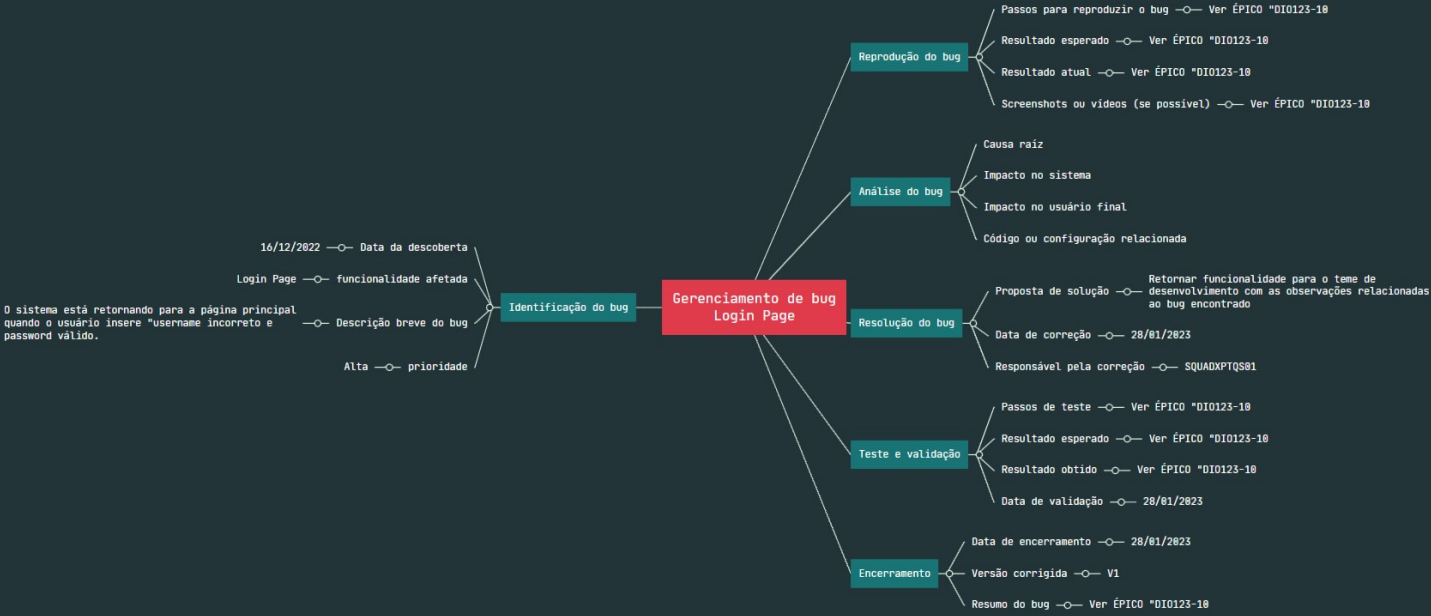 Gerenciamento de bug
Login Page
Identificação do bug
16/12/2022
Data da descoberta
Login Page
funcionalidade afetada
O sistema está retornando para a página principal
quando o usuário insere "username incorreto e
password válido.
Descrição breve do bug
Alta
prioridade
Reprodução do bug
Passos para reproduzir o bug
Ver ÉPICO "DIO123-10
Resultado esperado
Ver ÉPICO "DIO123-10
Resultado atual
Ver ÉPICO "DIO123-10
Screenshots ou vídeos (se possível)
Ver ÉPICO "DIO123-10
Análise do bug
Causa raiz
Impacto no sistema
Impacto no usuário final
Código ou configuração relacionada
Resolução do bug
Proposta de solução
Retornar funcionalidade para o teme de
desenvolvimento com as observações relacionadas
ao bug encontrado
Data de correção
28/01/2023
Responsável pela correção
SQUADXPTQS01
Teste e validação
Passos de teste
Ver ÉPICO "DIO123-10
Resultado esperado
Ver ÉPICO "DIO123-10
Resultado obtido
Ver ÉPICO "DIO123-10
Data de validação
28/01/2023
Encerramento
Data de encerramento
28/01/2023
Versão corrigida
V1
Resumo do bug
Ver ÉPICO "DIO123-10